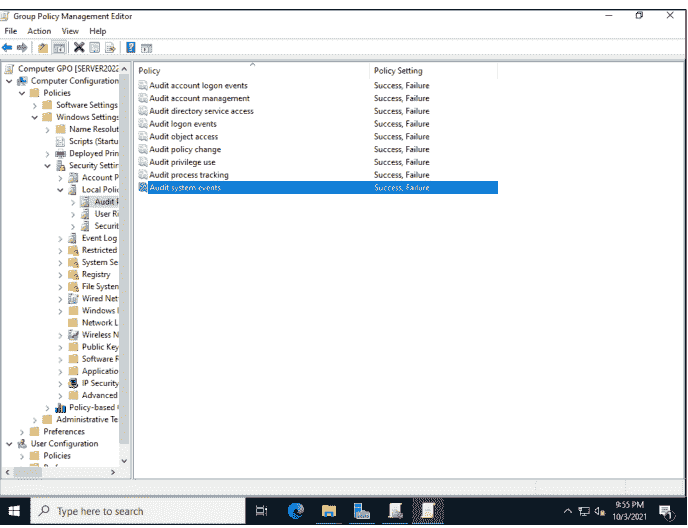 Group Policy Management Editor
File Action View Help
Computer GPO [SERVER2022
Computer Configuration
Policies
Software Settings
Windows Settings
Name Resolut
Scripts (Startu
Deployed Prin
Security Settin
Account P
Local Polic
Audit P
User Ri
Securit
Event Log
Restricted
System Se
Registry
File System
Wired Net
Windows
Network L
Wireless N
Public Key
Software R
Applicatio
IP Security
Advanced
Policy-based
Administrative Te
Preferences
User Configuration
Policies
Policy Policy Setting
Audit account logon events Success, Failure
Audit account management Success, Failure
Audit directory service access Success, Failure
Audit logon events Success, Failure
Audit object access Success, Failure
Audit policy change Success, Failure
Audit privilege use Success, Failure
Audit process tracking Success, Failure
Audit system events Success, Failure
Type here to search
9:55 PM
10/3/2021